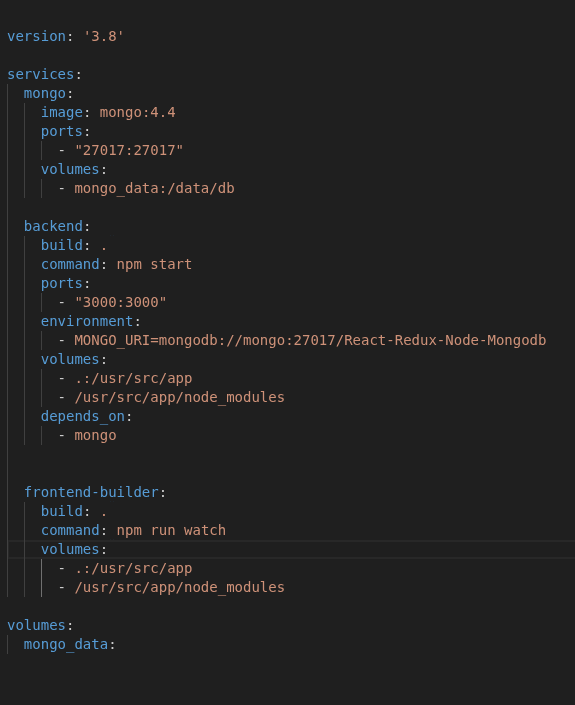 version: '3.8'
services:
  mongo:
    image: mongo:4.4
    ports:
      - "27017:27017"
    volumes:
      - mongo_data:/data/db
  backend:
    build: .
    command: npm start
    ports:
      - "3000:3000"
    environment:
      - MONGO_URI=mongodb://mongo:27017/React-Redux-Node-Mongodb
    volumes:
      - .:/usr/src/app
      - /usr/src/app/node_modules
    depends_on:
      - mongo
  frontend-builder:
    build: .
    command: npm run watch
    volumes:
      - .:/usr/src/app
      - /usr/src/app/node_modules
volumes:
  mongo_data: